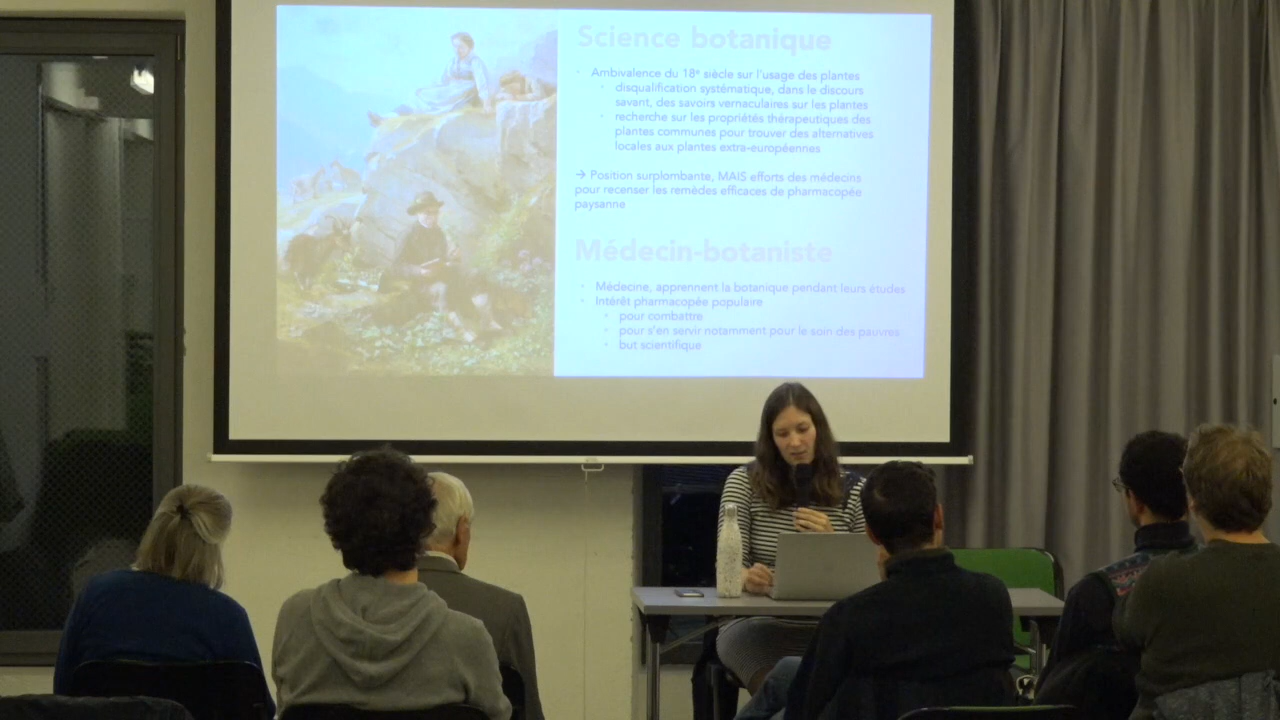 Science botanique
Ambivalence du 18e siècle sur l'usage des plantes
disqualification systématique, dans le discours
savant, des savoirs vernaculaires sur les plantes
recherche sur les propriétés thérapeutiques des
plantes communes pour trouver des alternatives
locales aux plantes extra-européennes
→ Position surplombante, MAIS efforts des médecins
pour recenser les remèdes efficaces de pharmacopée
paysanne
Médecin-botaniste
Médecine, apprennent la botanique pendant leurs études
Intérêt pharmacopée populaire
pour combattre
pour s'en servir notamment pour le soin des pauvres
but scientifique